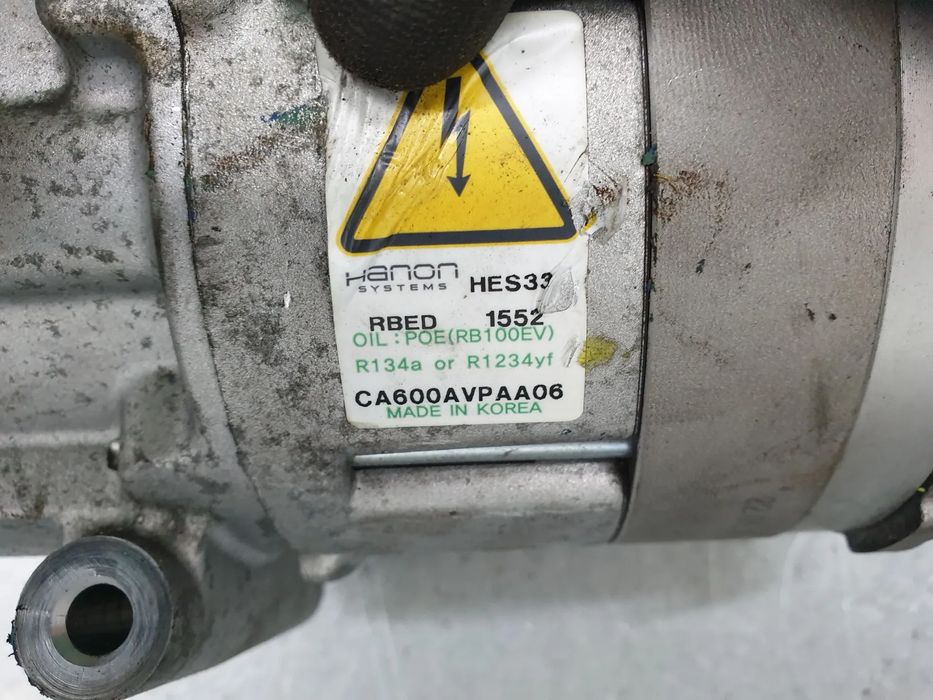 Hanon
SYSTEMS
HES33
RBED 1552
OIL : POE(RB100EV)
R134a or R1234yf
CA600AVPAA06
MADE IN KOREA